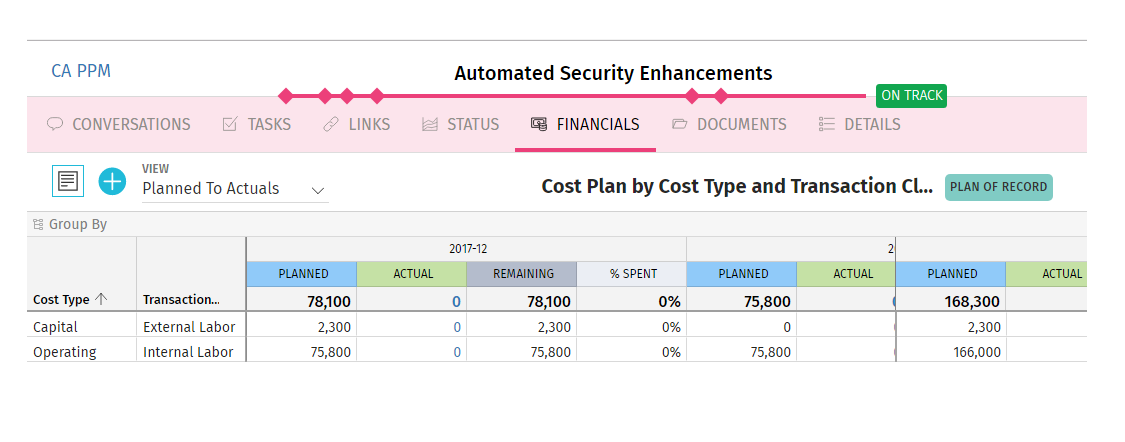 CA PPM
Automated Security Enhancements
ON TRACK
CONVERSATIONS TASKS LINKS STATUS FINANCIALS DOCUMENTS DETAILS
VIEW
Planned To Actuals
Cost Plan by Cost Type and Transaction Cl... PLAN OF RECORD
Group By
2017-12 2
PLANNED ACTUAL REMAINING % SPENT PLANNED ACTUAL PLANNED ACTUAL
Cost Type Transaction... 78,100 0 78,100 0% 75,800 168,300
Capital External Labor 2,300 0 2,300 0% 0 2,300
Operating Internal Labor 75,800 0 75,800 0% 75,800 166,000